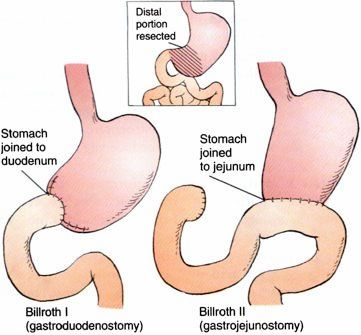 Distal
portion
resected
Stomach
joined to
duodenum
Stomach
joined
to jejunum
Billroth I
(gastroduodenostomy)
Billroth II
(gastrojejunostomy)